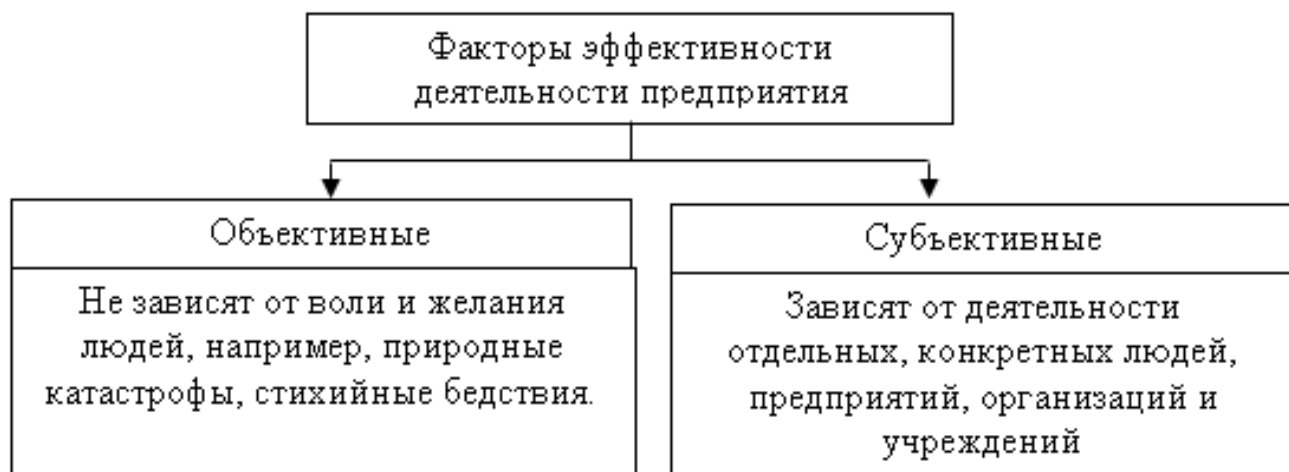 Факторы эффективности
деятельности предприятия
Объективные
Не зависят от воли и желания
людей, например, природные
катастрофы, стихийные бедствия.
Субъективные
Зависят от деятельности
отдельных, конкретных людей,
предприятий, организаций и
учреждений